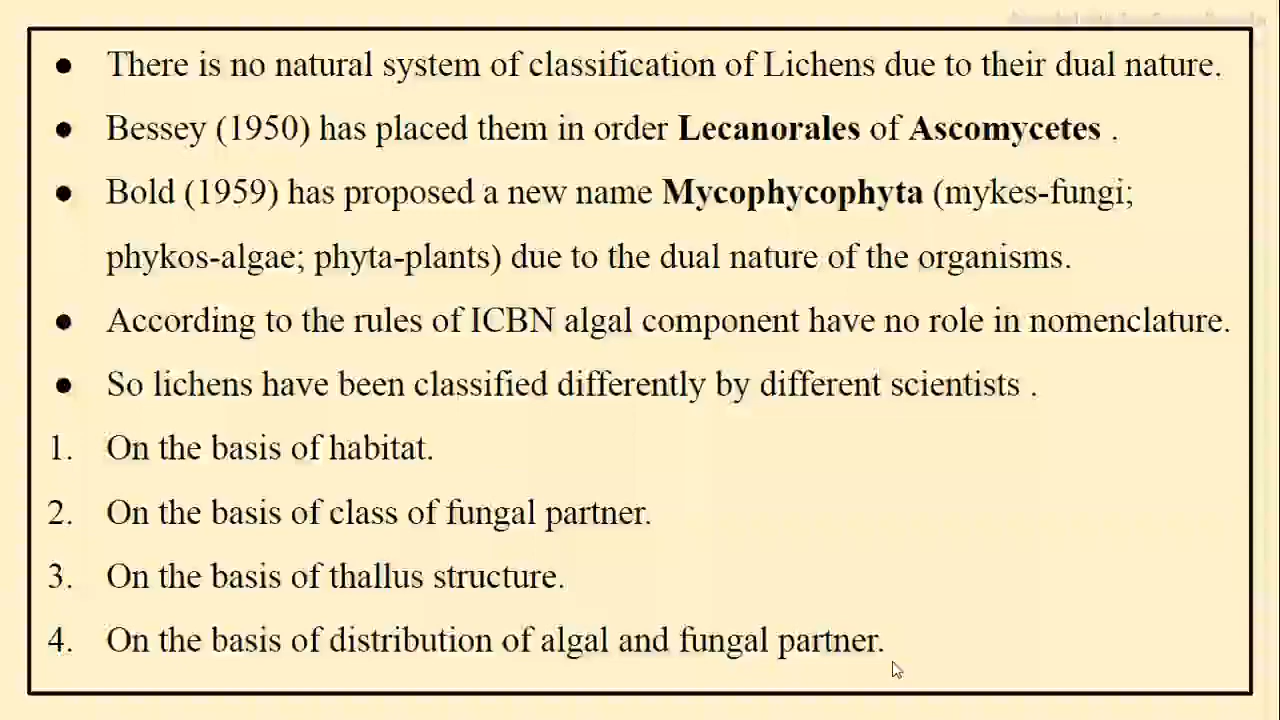 ● There is no natural system of classification of Lichens due to their dual nature.
● Bessey (1950) has placed them in order Lecanorales of Ascomycetes .
● Bold (1959) has proposed a new name Mycophycophyta (mykes-fungi;
phykos-algae; phyta-plants) due to the dual nature of the organisms.
● According to the rules of ICBN algal component have no role in nomenclature.
● So lichens have been classified differently by different scientists .
1. On the basis of habitat.
2. On the basis of class of fungal partner.
3. On the basis of thallus structure.
4. On the basis of distribution of algal and fungal partner.